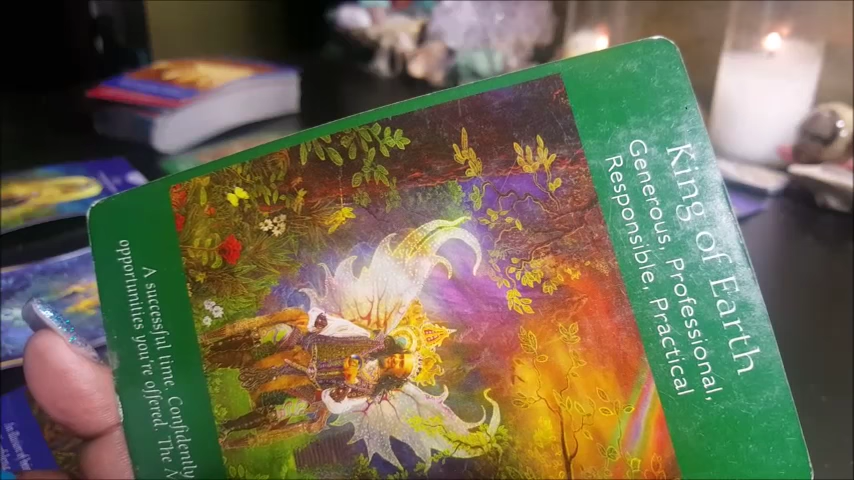 King of Earth
Generous, Professional,
Responsible, Practical
A successful time. Confidently
opportunities you're offered. The